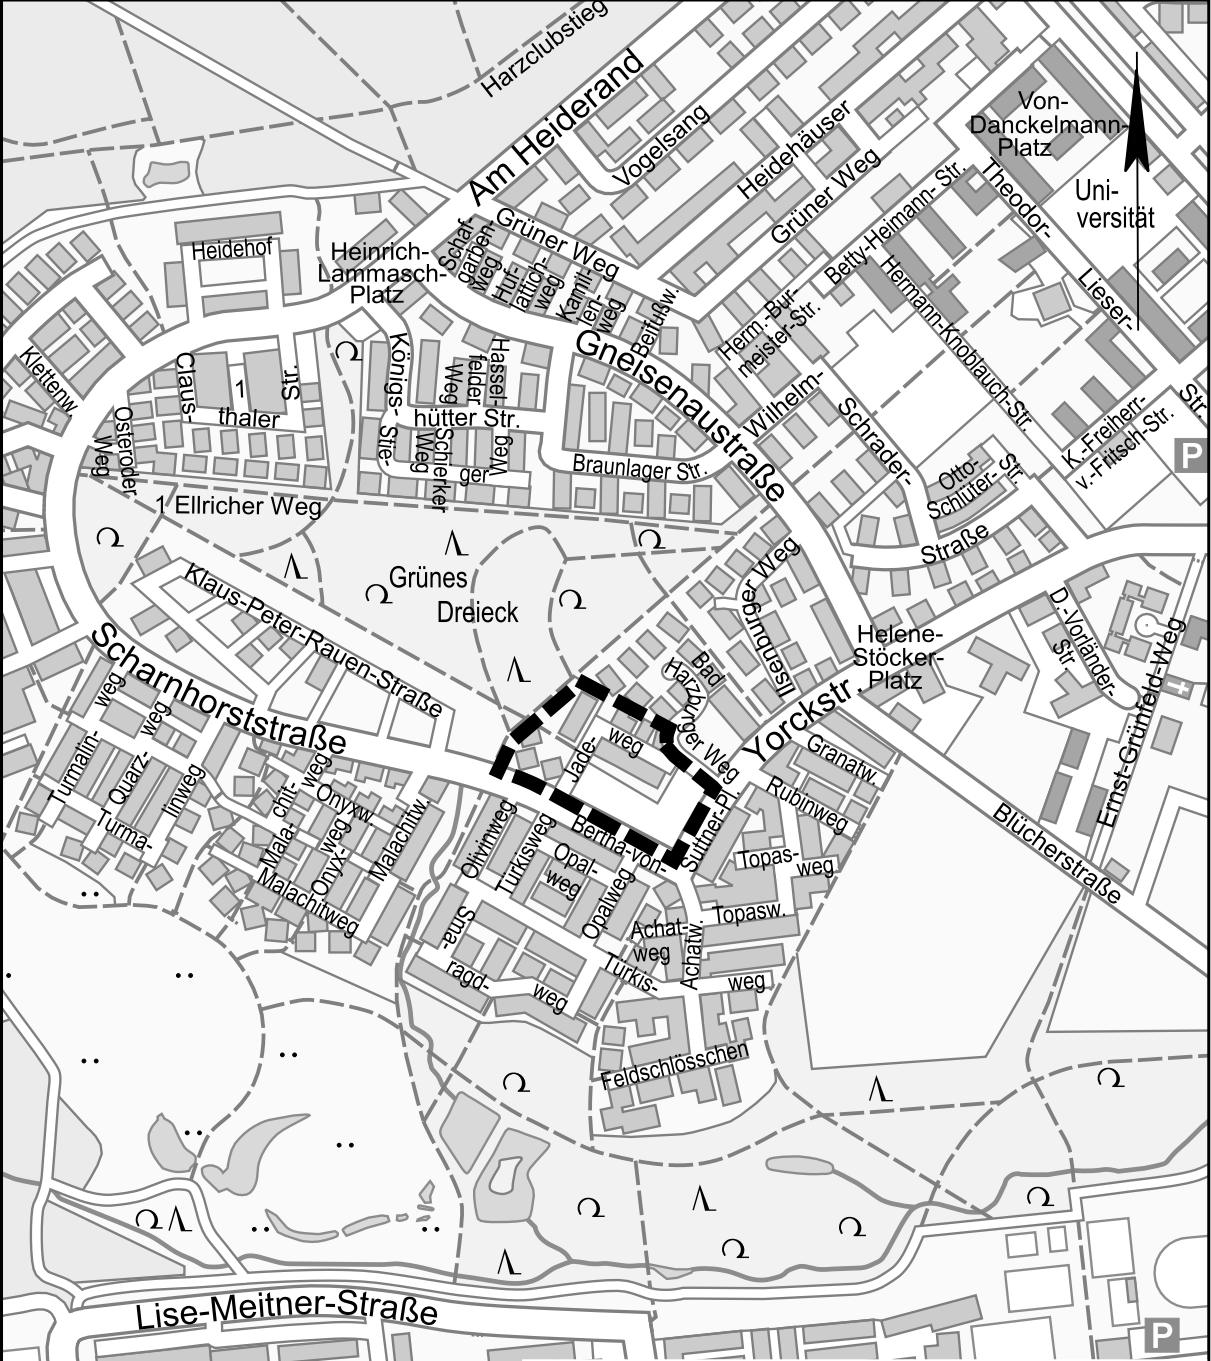 Harzclubstieg
Am Heiderand
Vogelsang
Heidehäuser
Grüner Weg
Von-
Danckelmann-
Platz
Uni-
versität
Theodor-
Lieser-
Str.
Betty-Heimann- Str.
Hermann-Knoblauch-Str.
Herm.-Bur-
meister-Str.
K.-Freiherr-
v.-Fritsch-Str.
P
Heidehof
Heinrich-
Lammasch-
Platz
Schaf-
garben-
weg
Grüner Weg
Huf-
lattich-
weg
Kamil-
len-
weg
Beifußw.
Gneisenaustraße
Wilhelm-
Schrader-
Straße
Otto-
Schlüter-
Str.
Klettenw.
Claus-
thaler
Str.
1
Osteroder
Weg
Königs-
hütter Str.
Hassel-
felder
Weg
Stie-
ger
Weg
Scherker
Weg
Braunlager Str.
1 Ellricher Weg
Grünes
Dreieck
Klaus-Peter-Rauen-Straße
Scharnhorststraße
Ilsenburger Weg
Bad
Harzburger Weg
Helene-
Stöcker-
Platz
Yorckstr.
D.-Vorländer-
Str.
Ernst-Grünfeld-Weg
Blücherstraße
Jade-
weg
Bertha-von-
Suttner-Pl.
Granatw.
Rubinweg
Topas-
weg
Topasw.
Turmalin-
weg
Quarz-
weg
Turma-
linweg
Mala-
chit-
weg
Onyxw.
Onyx-
weg
Malachitw.
Malachitweg
Olivinweg
Türkisweg
Opal-
weg
Opalweg
Sma-
ragd-
weg
Türkis-
weg
Achat-
weg
Achatw.
Feldschlösschen
Lise-Meitner-Straße
P